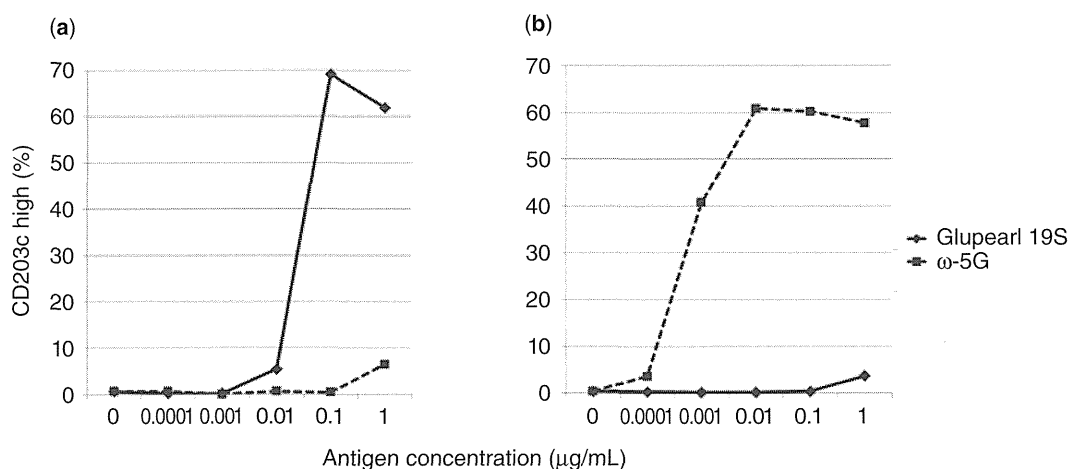 (a)
(b)
70
60
50
40
30
20
10
0
0 0.0001 0.001 0.01 0.1 1
70
60
50
40
30
20
10
0
0 0.0001 0.001 0.01 0.1 1
CD203c high (%)
Antigen concentration (μg/mL)
Glupearl 19S
ω-5G